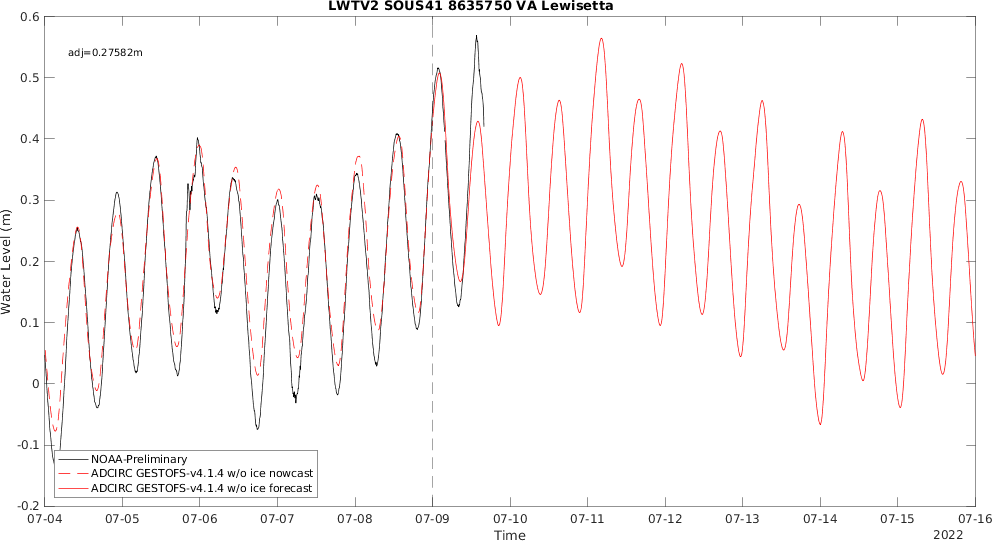 LWTV2 SOUS41 8635750 VA Lewisetta
adj=0.27582m
0.6
0.5
0.4
0.3
0.2
0.1
0
-0.1
-0.2
Water Level (m)
NOAA-Preliminary
ADCIRC GESTOFS-v4.1.4 w/o ice nowcast
ADCIRC GESTOFS-v4.1.4 w/o ice forecast
07-04 07-05 07-06 07-07 07-08 07-09 07-10 07-11 07-12 07-13 07-14 07-15 07-16
Time
2022